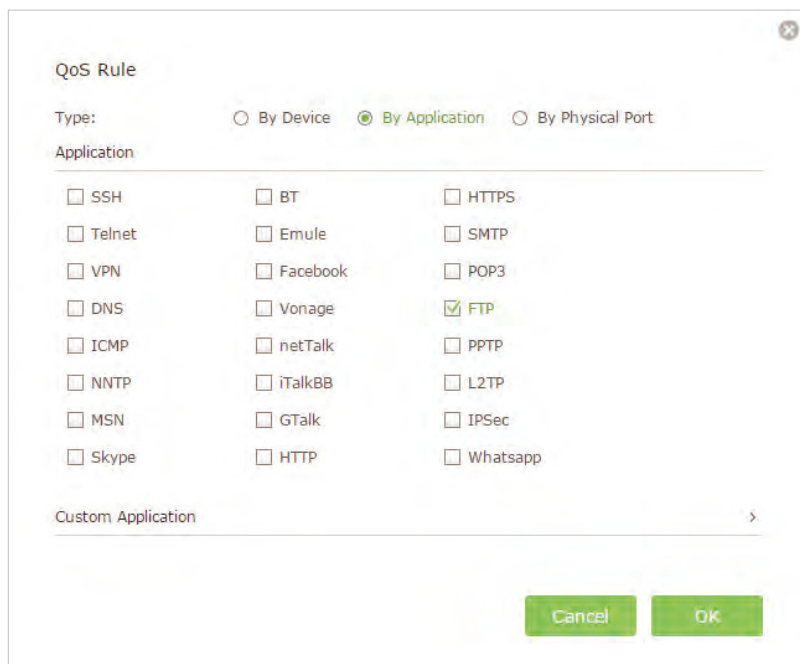 QoS Rule
Type: By Device By Application By Physical Port
Application
SSH BT HTTPS
Telnet Emule SMTP
VPN Facebook POP3
DNS Vonage FTP
ICMP netTalk PPTP
NNTP iTalkBB L2TP
MSN GTalk IPSec
Skype HTTP Whatsapp
Custom Application
Cancel OK